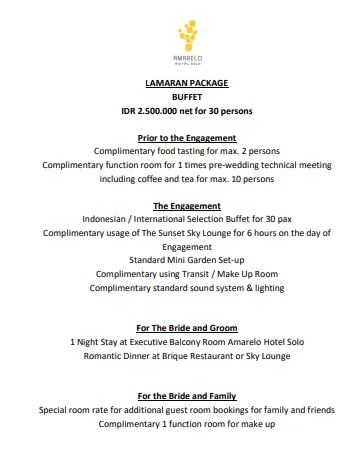 AMARELO
HOTEL SOLO
LAMARAN PACKAGE
BUFFET
IDR 2.500.000 net for 30 persons
Prior to the Engagement
Complimentary food tasting for max. 2 persons
Complimentary function room for 1 times pre-wedding technical meeting
including coffee and tea for max. 10 persons
The Engagement
Indonesian / International Selection Buffet for 30 pax
Complimentary usage of The Sunset Sky Lounge for 6 hours on the day of
Engagement
Standard Mini Garden Set-up
Complimentary using Transit / Make Up Room
Complimentary standard sound system & lighting
For The Bride and Groom
1 Night Stay at Executive Balcony Room Amarelo Hotel Solo
Romantic Dinner at Brique Restaurant or Sky Lounge
For the Bride and Family
Special room rate for additional guest room bookings for family and friends
Complimentary 1 function room for make up